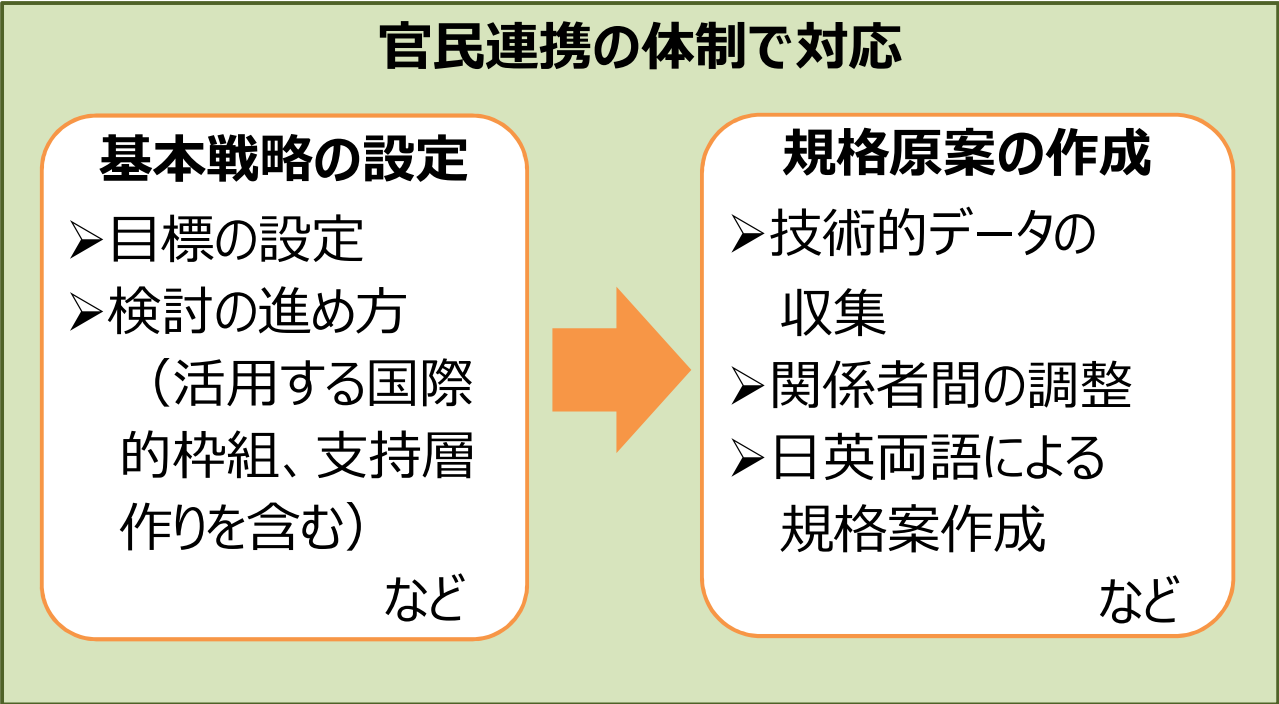 官民連携の体制で対応
基本戦略の設定
➢目標の設定
➢検討の進め方
（活用する国際
的枠組、支持層
作りを含む）
など
規格原案の作成
➢技術的データの
収集
➢関係者間の調整
➢日英両語による
規格案作成
など